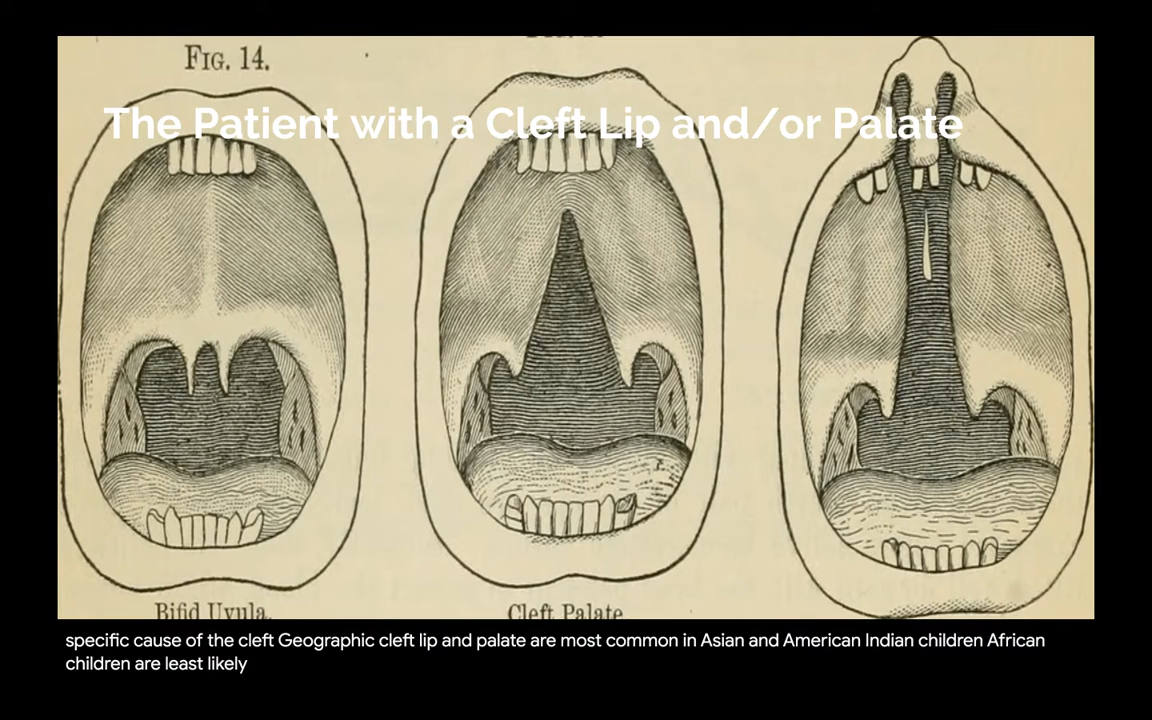 FIG. 14.
The Patient with a Cleft Lip and/or Palate
Bifid Uvula.
Cleft Palate
specific cause of the cleft Geographic cleft lip and palate are most common in Asian and American Indian children African
children are least likely